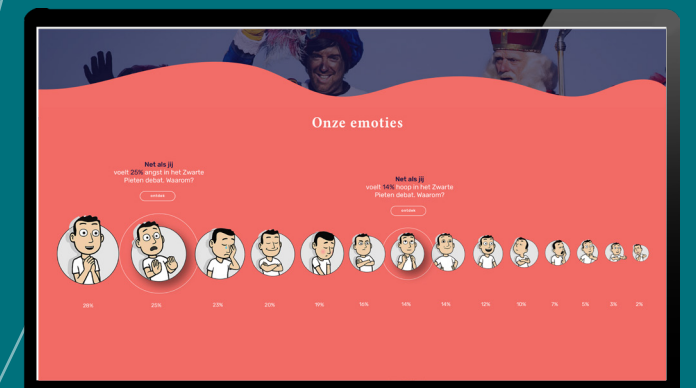 Onze emoties
Net als jij
voelt 25% angst in het Zwarte
Pieten debat. Waarom?
Net als jij
voelt 14% hoop in het Zwarte
Pieten debat. Waarom?
28%
25%
23%
20%
19%
16%
14%
14%
12%
10%
7%
5%
3%
2%